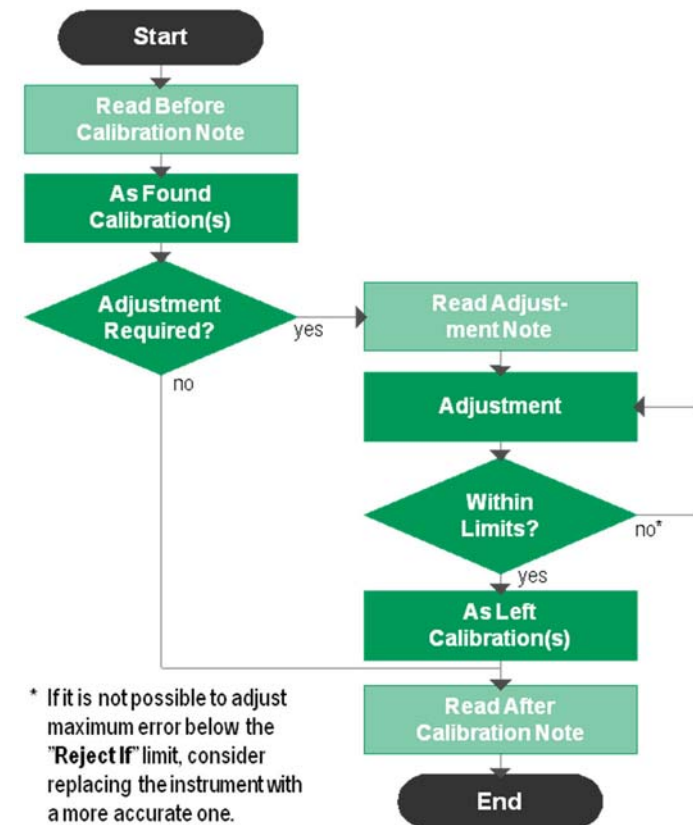 Start
Read Before
Calibration Note
As Found
Calibration(s)
Adjustment
Required?
yes
no
Read Adjust-
ment Note
Adjustment
Within
Limits?
no*
yes
As Left
Calibration(s)
Read After
Calibration Note
End
* If it is not possible to adjust
maximum error below the
"Reject If" limit, consider
replacing the instrument with
a more accurate one.